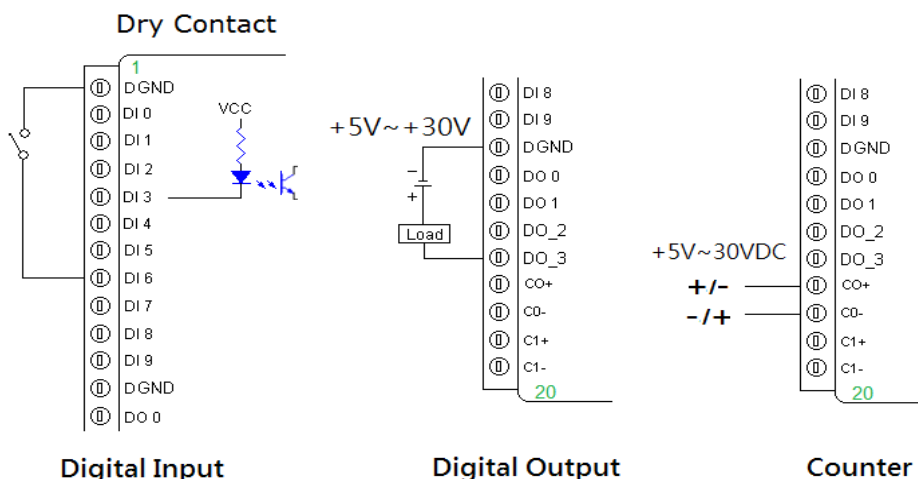 Dry Contact
1
DGND
DI 0
DI 1
DI 2
DI 3
DI 4
DI 5
DI 6
DI 7
DI 8
DI 9
DGND
DO 0
VCC
Digital Input
+5V~+30V
-
+
Load
DI 8
DI 9
DGND
DO 0
DO 1
DO_2
DO_3
C0+
C0-
C1+
C1-
20
Digital Output
+5V~30VDC
+/-
-/+
DI 8
DI 9
DGND
DO 0
DO 1
DO_2
DO_3
C0+
C0-
C1+
C1-
20
Counter